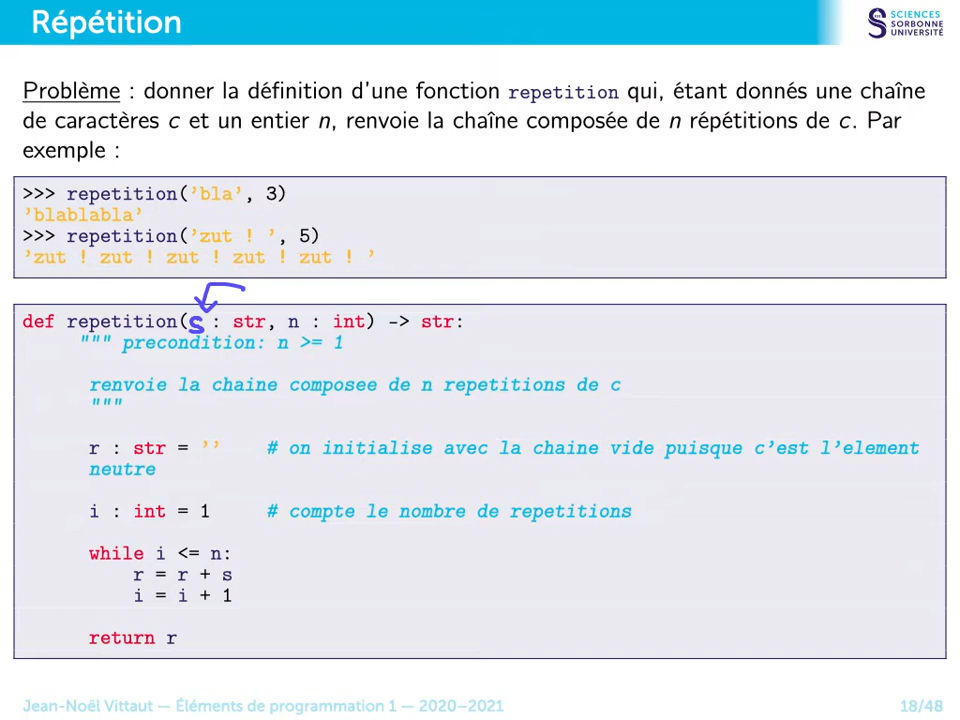 Répétition
SCIENCES
SORBONNE
UNIVERSITÉ
Problème : donner la définition d'une fonction repetition qui, étant donnés une chaîne
de caractères c et un entier n, renvoie la chaîne composée de n répétitions de c. Par
exemple :
>>> repetition('bla', 3)
'blablabla'
>>> repetition('zut ! ', 5)
'zut ! zut ! zut ! zut ! zut ! '
def repetition(s : str, n : int) -> str:
""" precondition: n >= 1
renvoie la chaine composee de n repetitions de c
"""
r : str = '' # on initialise avec la chaine vide puisque c'est l'element
neutre
i : int = 1 # compte le nombre de repetitions
while i <= n:
r = r + s
i = i + 1
return r
Jean-Noël Vittaut — Éléments de programmation 1 — 2020–2021 18/48